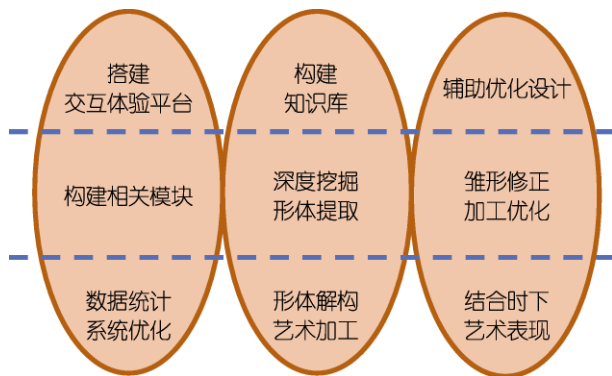 搭建
交互体验平台
构建
知识库
辅助优化设计
构建相关模块
深度挖掘
形体提取
雏形修正
加工优化
数据统计
系统优化
形体解构
艺术加工
结合时下
艺术表现